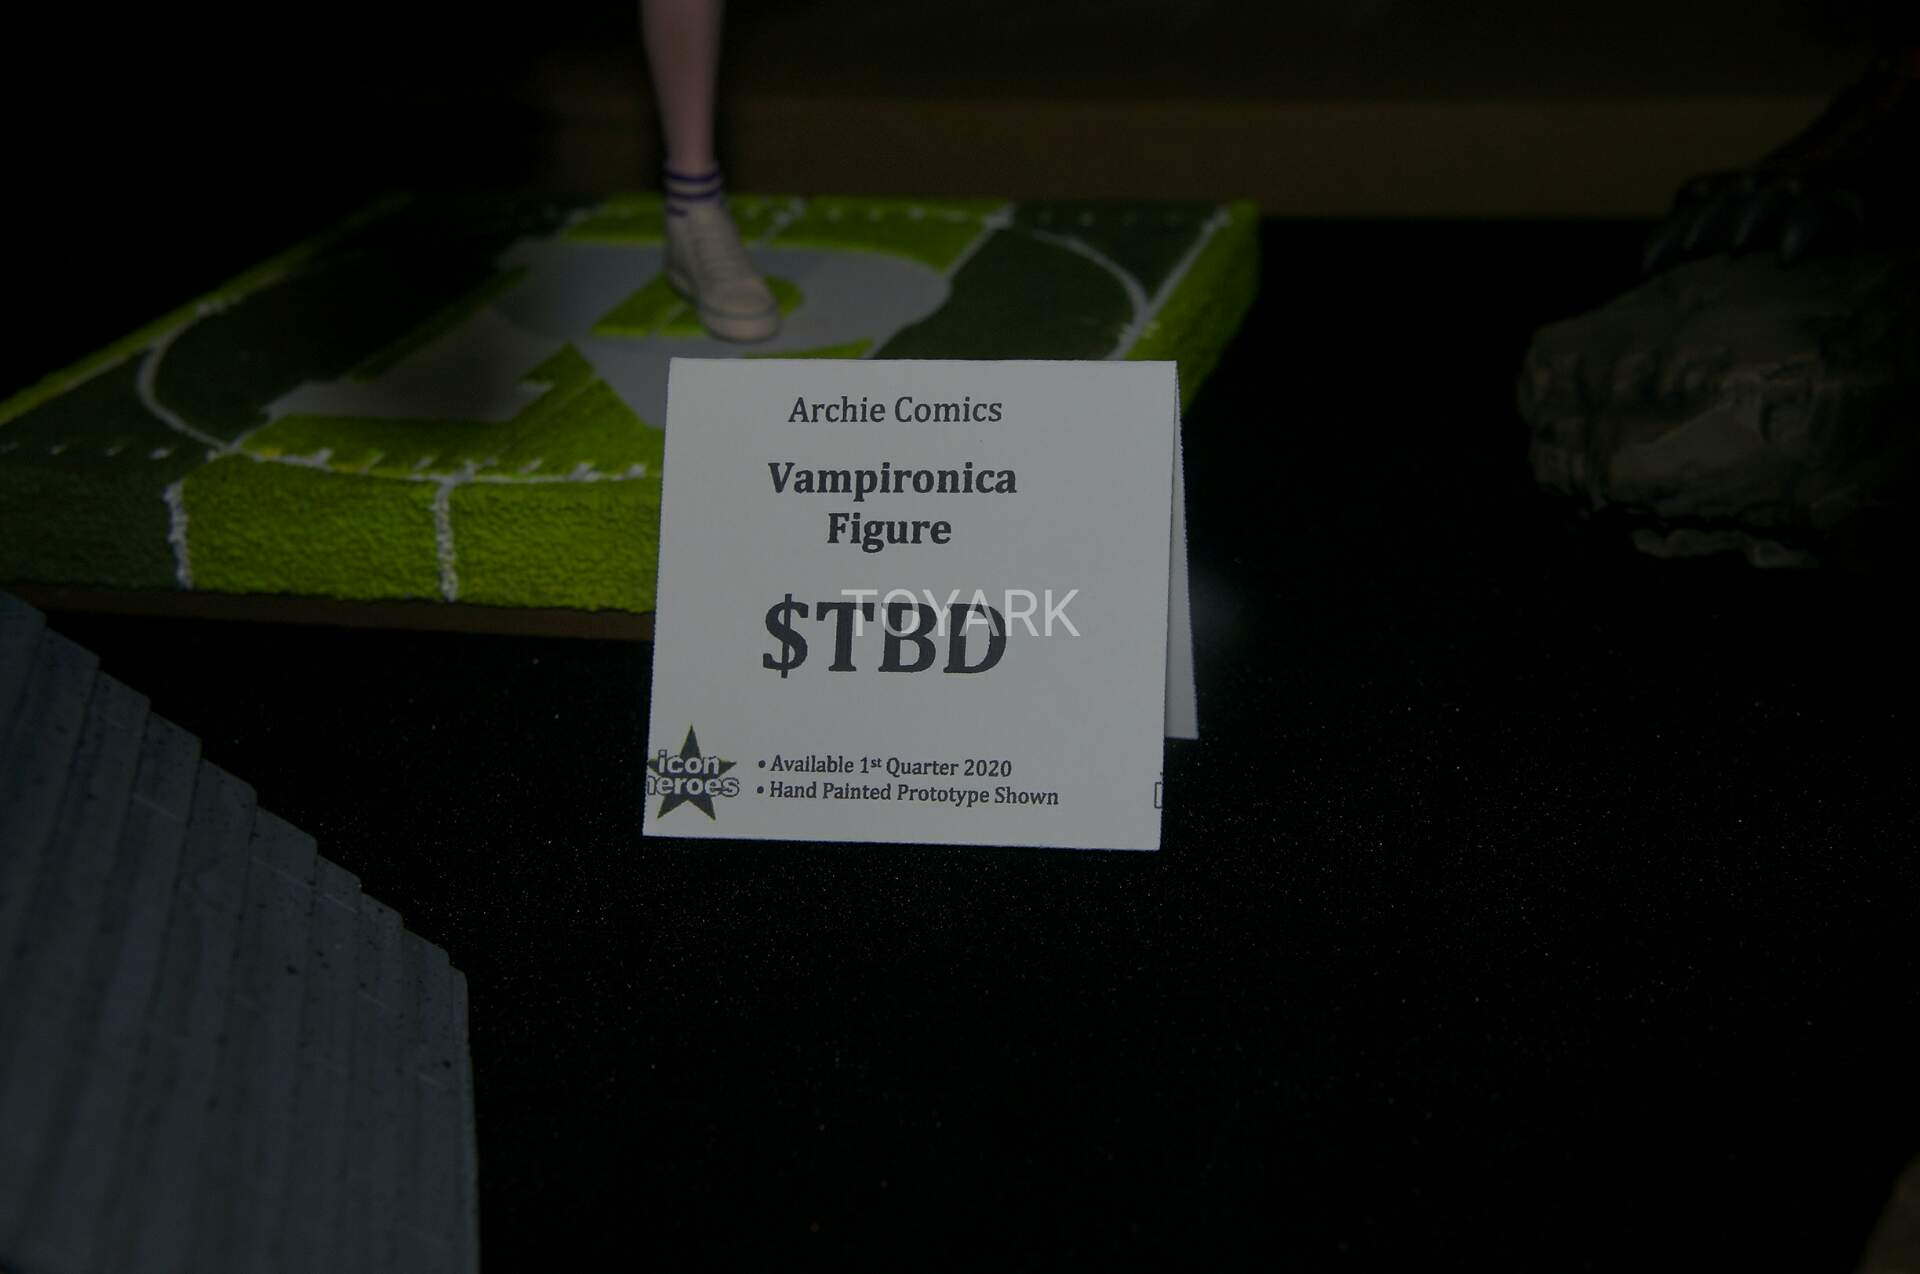 Archie Comics
Vampironica
Figure
$TBD
TOYARK
icon
heroes
• Available 1st Quarter 2020
• Hand Painted Prototype Shown